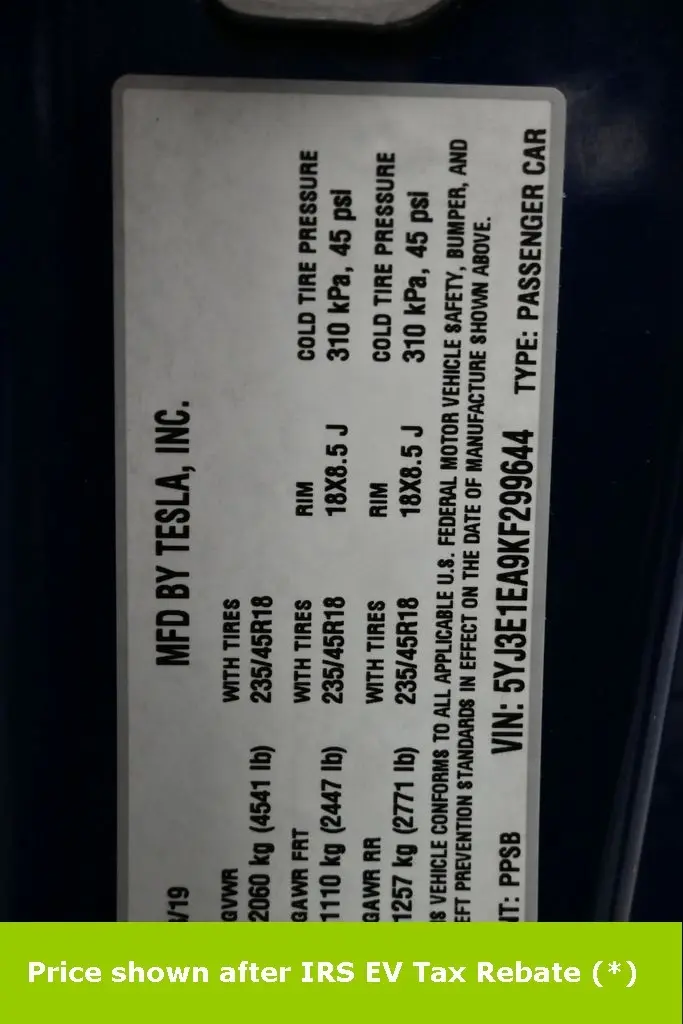 /19
MFD BY TESLA, INC.
GVWR WITH TIRES
2060 kg (4541 lb) 235/45R18
GAWR FRT WITH TIRES RIM COLD TIRE PRESSURE
1110 kg (2447 lb) 235/45R18 18X8.5 J 310 kPa, 45 psi
GAWR RR WITH TIRES RIM COLD TIRE PRESSURE
1257 kg (2771 lb) 235/45R18 18X8.5 J 310 kPa, 45 psi
IS VEHICLE CONFORMS TO ALL APPLICABLE U.S. FEDERAL MOTOR VEHICLE SAFETY, BUMPER, AND
EFT PREVENTION STANDARDS IN EFFECT ON THE DATE OF MANUFACTURE SHOWN ABOVE.
NT: PPSB VIN: 5YJ3E1EA9KF299644 TYPE: PASSENGER CAR
Price shown after IRS EV Tax Rebate (*)